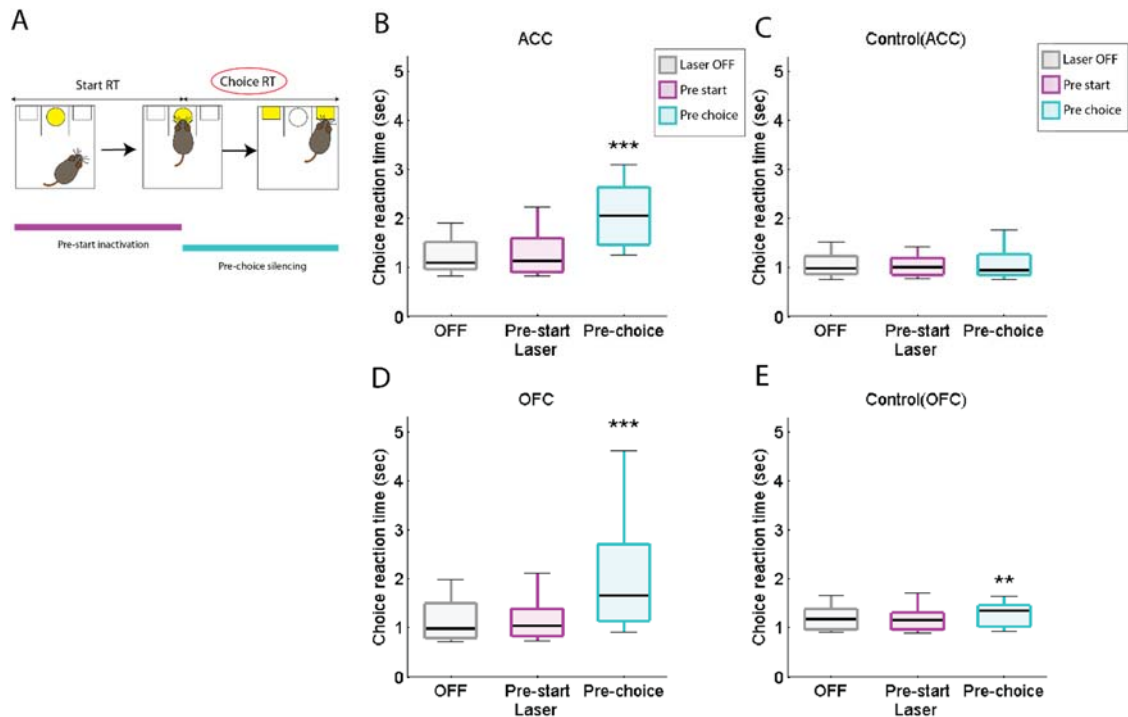 A
Start RT
Choice RT
Pre-start inactivation
Pre-choice silencing
B
ACC
Choice reaction time (sec)
5
4
3
2
1
0
***
OFF
Pre-start
Pre-choice
Laser
Laser OFF
Pre start
Pre choice
C
Control(ACC)
Choice reaction time (sec)
5
4
3
2
1
0
OFF
Pre-start
Pre-choice
Laser
Laser OFF
Pre start
Pre choice
D
OFC
Choice reaction time (sec)
5
4
3
2
1
0
***
OFF
Pre-start
Pre-choice
Laser
E
Control(OFC)
Choice reaction time (sec)
5
4
3
2
1
0
**
OFF
Pre-start
Pre-choice
Laser